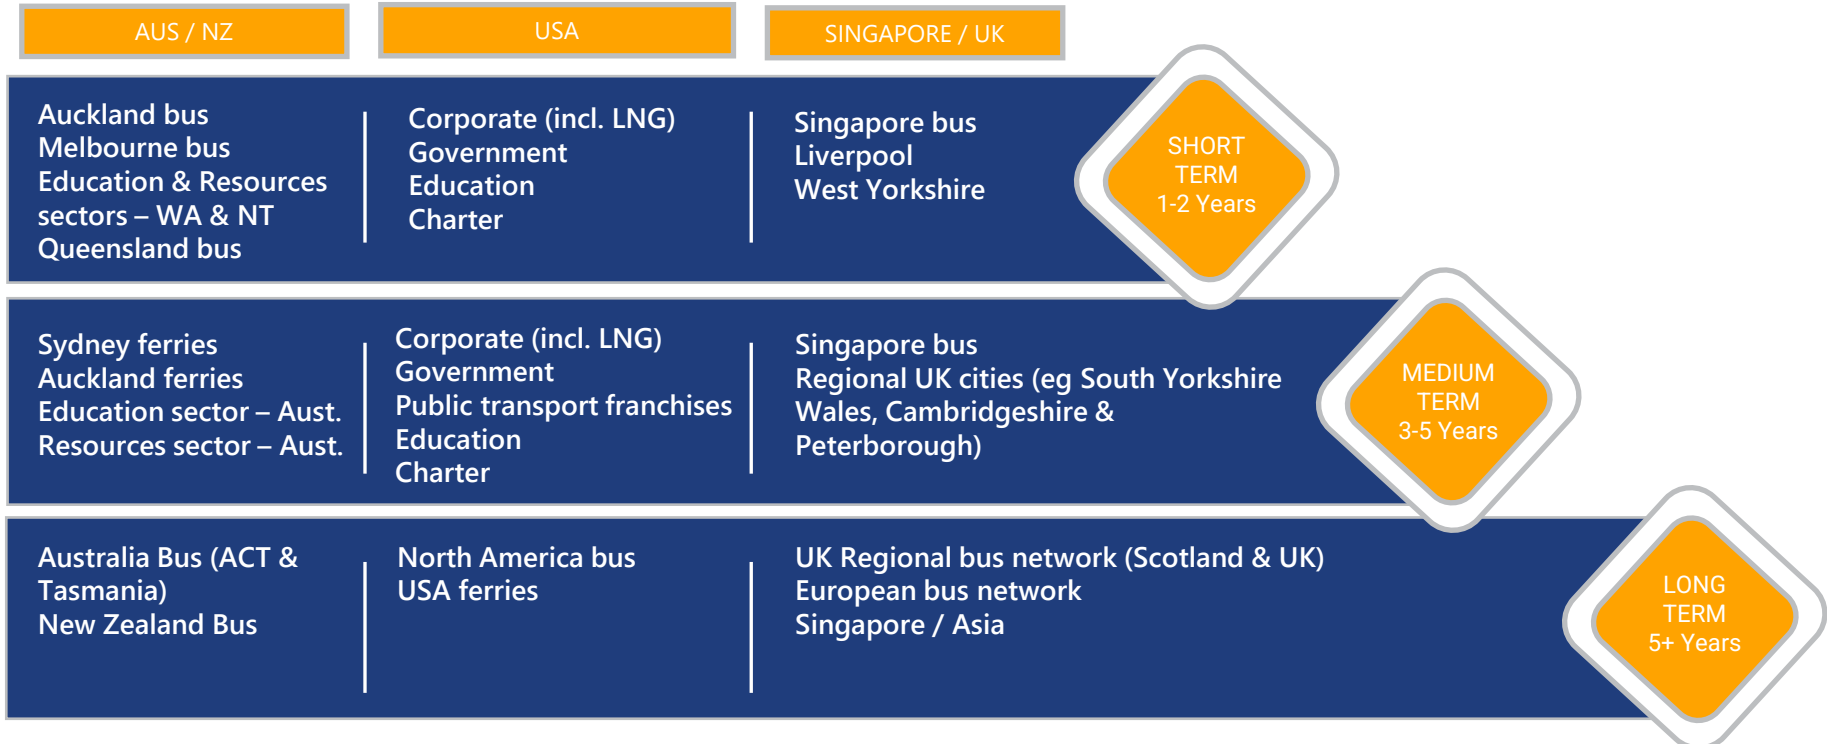 AUS / NZ
USA
SINGAPORE / UK
Auckland bus
Melbourne bus
Education & Resources
sectors – WA & NT
Queensland bus
Corporate (incl. LNG)
Government
Education
Charter
Singapore bus
Liverpool
West Yorkshire
SHORT
TERM
1-2 Years
Sydney ferries
Auckland ferries
Education sector – Aust.
Resources sector – Aust.
Corporate (incl. LNG)
Government
Public transport franchises
Education
Charter
Singapore bus
Regional UK cities (eg South Yorkshire
Wales, Cambridgeshire &
Peterborough)
MEDIUM
TERM
3-5 Years
Australia Bus (ACT &
Tasmania)
New Zealand Bus
North America bus
USA ferries
UK Regional bus network (Scotland & UK)
European bus network
Singapore / Asia
LONG
TERM
5+ Years